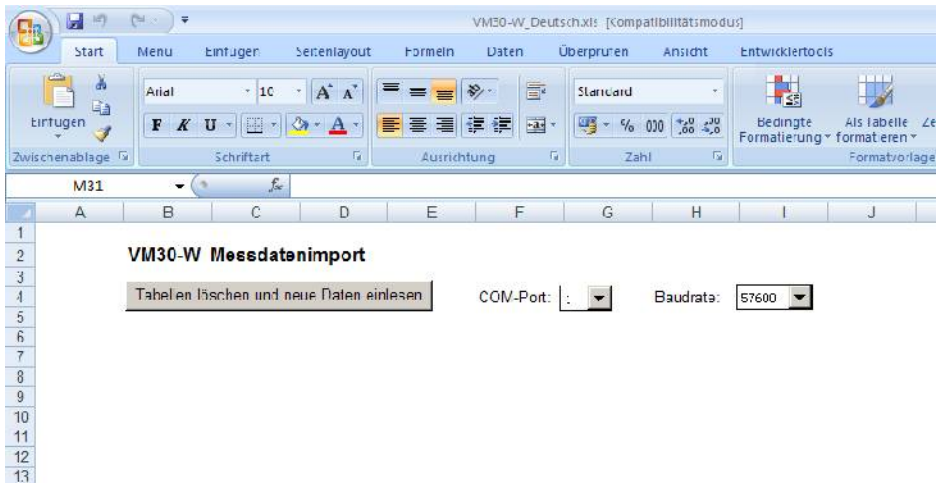 VM30-W_Deutsch.xls [Kompatibilitätsmodus]
Start Menü Einfügen Seitenlayout Formeln Daten Überprüfen Ansicht Entwicklertools
Arial 10 A A Standard
Einfügen F K U A % 000 Bedingte Formatierung Als Tabelle formatieren
Zwischenablage Schriftart Ausrichtung Zahl Formatvorlage
M31 fx
A B C D E F G H I J
1
2 VM30-W Messdatenimport
3
4 Tabellen löschen und neue Daten einlesen COM-Port: Baudrate: 57600
5
6
7
8
9
10
11
12
13